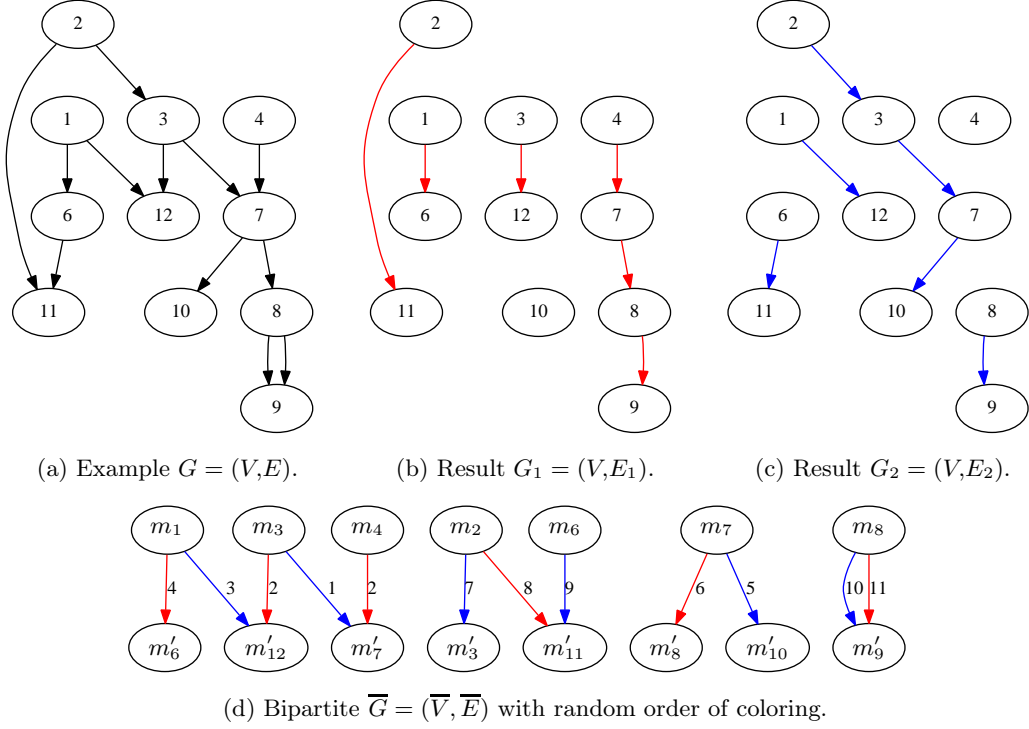 2
2
2
1
3
4
1
3
4
1
3
4
6
12
7
6
12
7
6
12
7
11
10
8
11
10
8
11
10
8
9
9
9
(a) Example G = (V,E).
(b) Result G₁ = (V,E₁).
(c) Result G₂ = (V,E₂).
m₁
m₃
m₄
m₂
m₆
m₇
m₈
4
3
2
1
2
7
8
9
6
5
10
11
m′₆
m′₁₂
m′₇
m′₃
m′₁₁
m′₈
m′₁₀
m′₉
(d) Bipartite G̅ = (V̅, E̅) with random order of coloring.